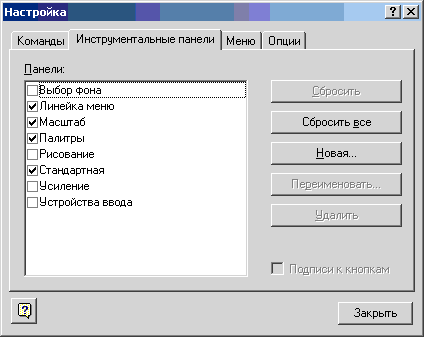 Настройка
Команды Инструментальные панели Меню Опции
Панели:
Выбор фона
Линейка меню
Масштаб
Палитры
Рисование
Стандартная
Усиление
Устройства ввода
Сбросить
Сбросить все
Новая...
Переименовать...
Удалить
Подписи к кнопкам
Закрыть